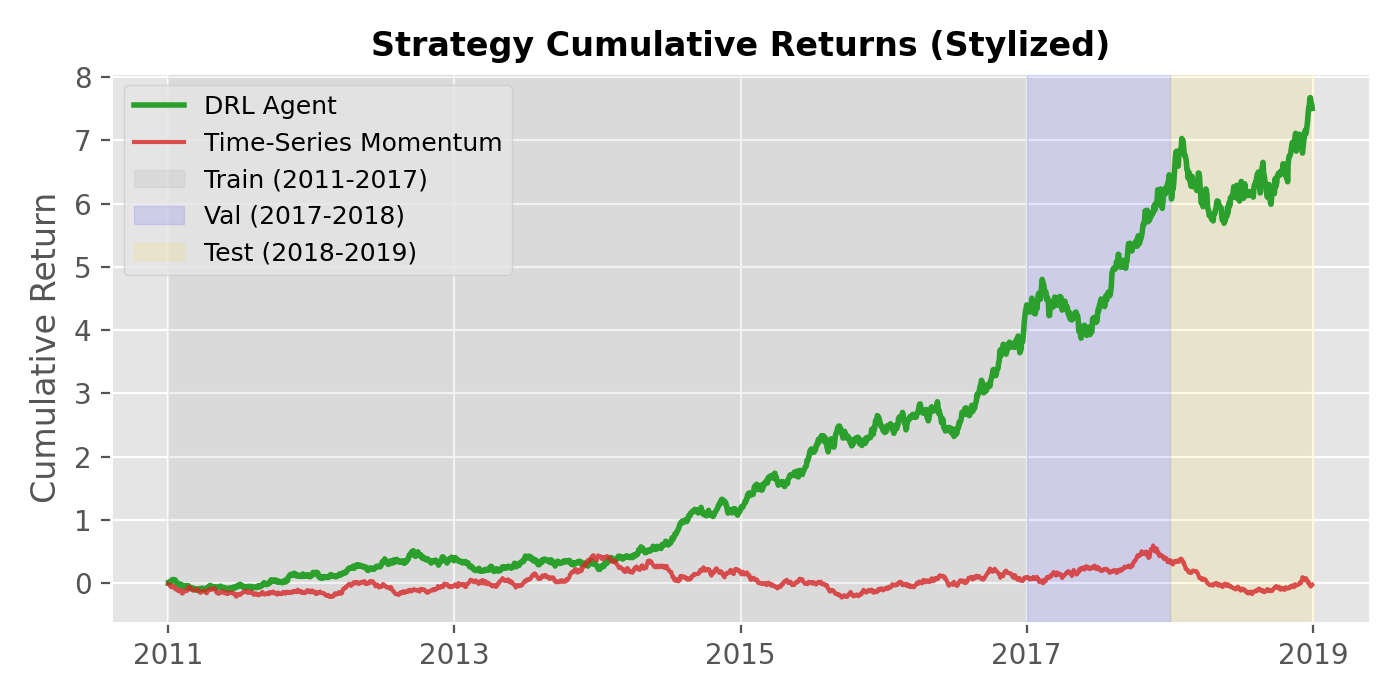 Strategy Cumulative Returns (Stylized)
DRL Agent
Time-Series Momentum
Train (2011-2017)
Val (2017-2018)
Test (2018-2019)
Cumulative Return
8
7
6
5
4
3
2
1
0
2011
2013
2015
2017
2019